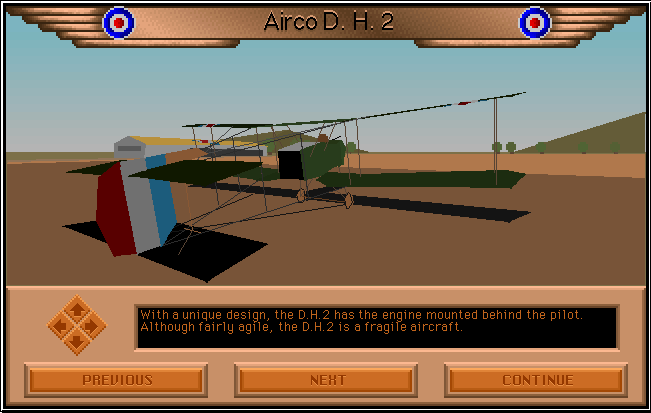 Airco D. H. 2
With a unique design, the D.H.2 has the engine mounted behind the pilot.
Although fairly agile, the D.H.2 is a fragile aircraft.
PREVIOUS
NEXT
CONTINUE